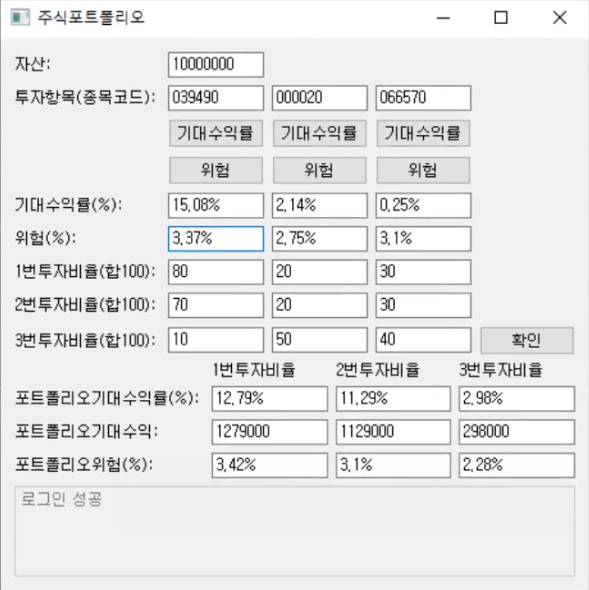 주식포트폴리오
자산: 10000000
투자항목(종목코드): 039490 000020 066570
기대수익률 기대수익률 기대수익률
위험 위험 위험
기대수익률(%): 15,08% 2,14% 0,25%
위험(%): 3,37% 2,75% 3,1%
1번투자비율(합100): 80 20 30
2번투자비율(합100): 70 20 30
3번투자비율(합100): 10 50 40 확인
1번투자비율 2번투자비율 3번투자비율
포트폴리오기대수익률(%): 12,79% 11,29% 2,98%
포트폴리오기대수익: 1279000 1129000 298000
포트폴리오위험(%): 3,42% 3,1% 2,28%
로그인 성공